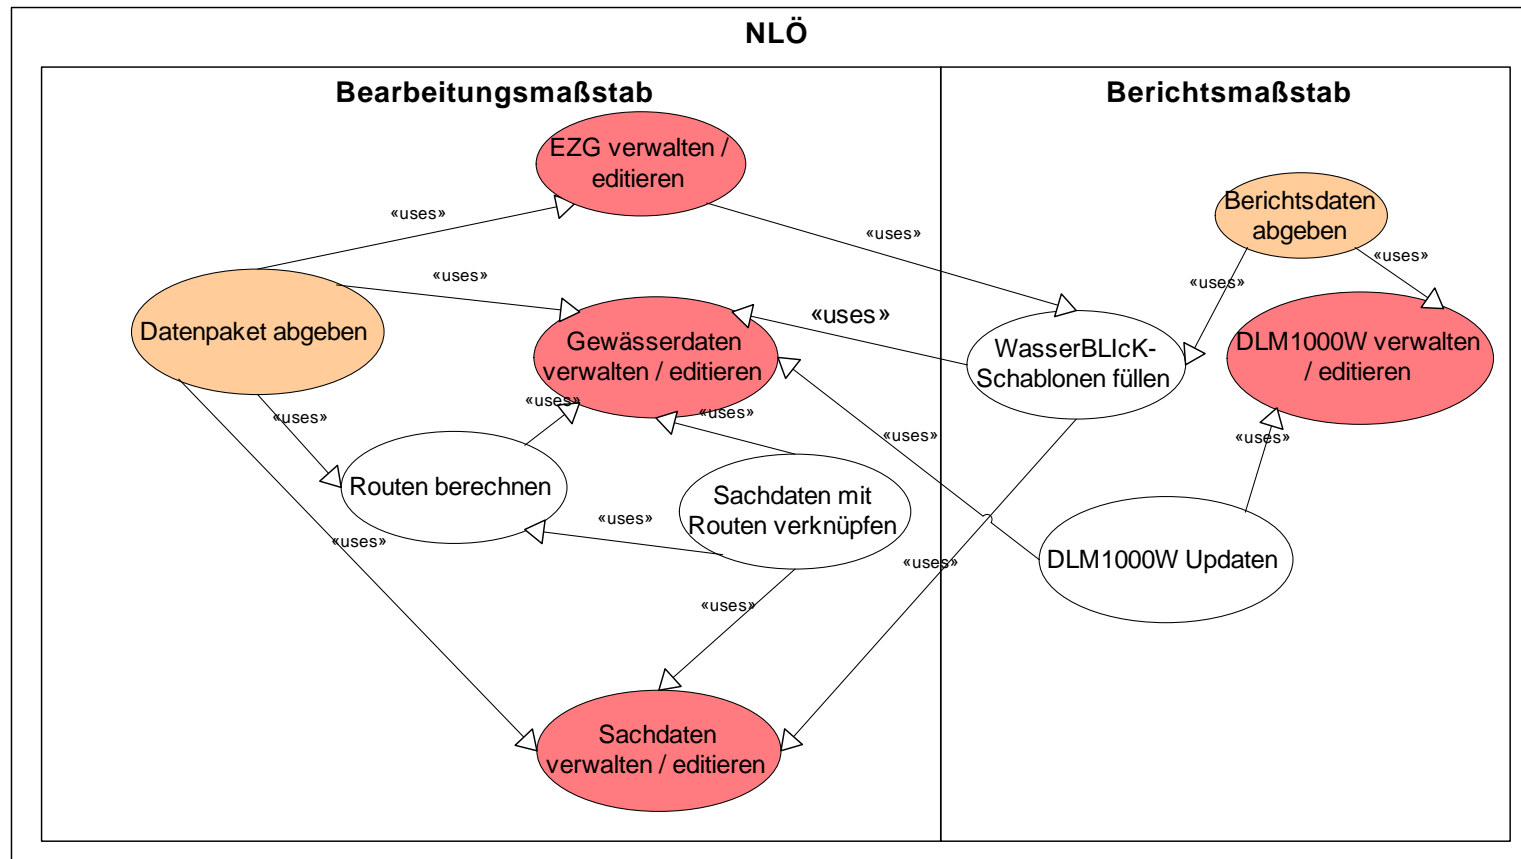 NLÖ
Bearbeitungsmaßstab
Berichtsmaßstab
EZG verwalten /
editieren
«uses»
«uses»
Berichtsdaten
abgeben
«uses»
«uses»
«uses»
«uses»
Datenpaket abgeben
Gewässerdaten
verwalten / editieren
«uses»
WasserBLIcK-
Schablonen füllen
DLM1000W verwalten
/ editieren
«uses»
«uses»
«uses»
«uses»
«uses»
Routen berechnen
Sachdaten mit
Routen verknüpfen
«uses»
«uses»
«uses»
DLM1000W Updaten
«uses»
Sachdaten
verwalten / editieren